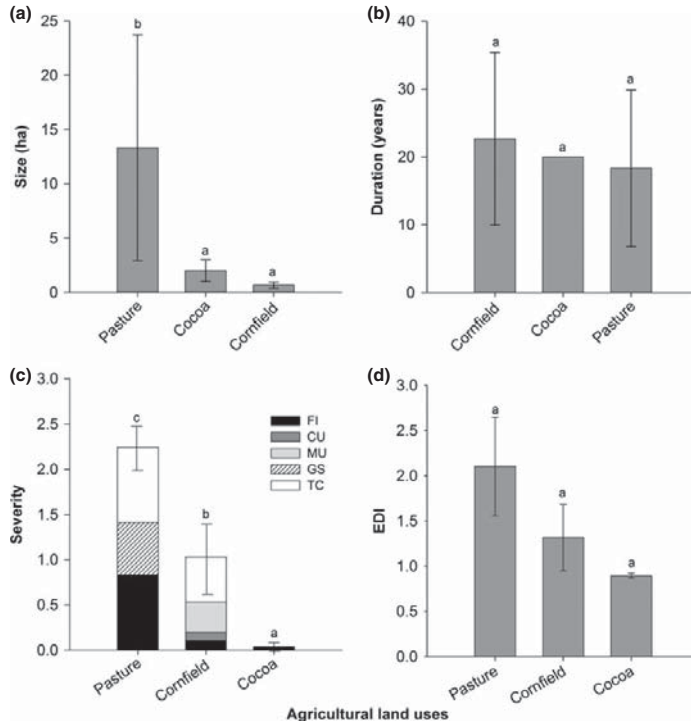 (a)
25
20
15
10
5
0
Size (ha)
b
a
a
Pasture
Cocoa
Cornfield
(b)
40
30
20
10
0
Duration (years)
a
a
a
Cornfield
Cocoa
Pasture
(c)
3.0
2.5
2.0
1.5
1.0
0.5
0.0
Severity
c
b
a
FI
CU
MU
GS
TC
Pasture
Cornfield
Cocoa
(d)
3.0
2.5
2.0
1.5
1.0
0.5
0.0
EDI
a
a
a
Pasture
Cornfield
Cocoa
Agricultural land uses